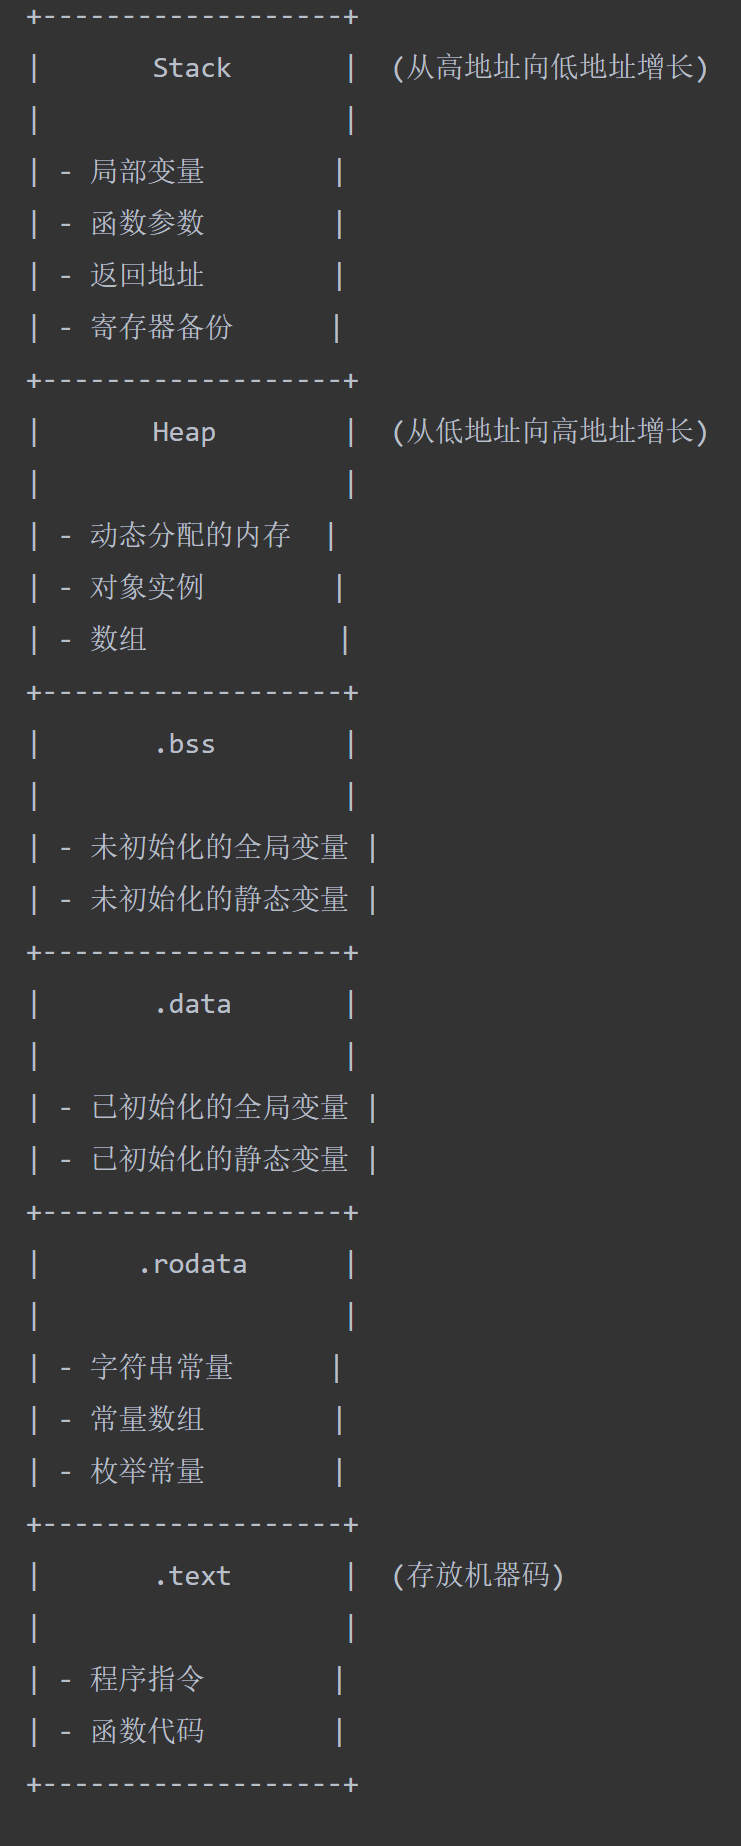 +-------------------+
|       Stack       |  (从高地址向低地址增长)
|                   |
| - 局部变量        |
| - 函数参数        |
| - 返回地址        |
| - 寄存器备份      |
+-------------------+
|       Heap        |  (从低地址向高地址增长)
|                   |
| - 动态分配的内存  |
| - 对象实例        |
| - 数组            |
+-------------------+
|       .bss        |
|                   |
| - 未初始化的全局变量 |
| - 未初始化的静态变量 |
+-------------------+
|       .data       |
|                   |
| - 已初始化的全局变量 |
| - 已初始化的静态变量 |
+-------------------+
|      .rodata      |
|                   |
| - 字符串常量      |
| - 常量数组        |
| - 枚举常量        |
+-------------------+
|       .text       |  (存放机器码)
|                   |
| - 程序指令        |
| - 函数代码        |
+-------------------+